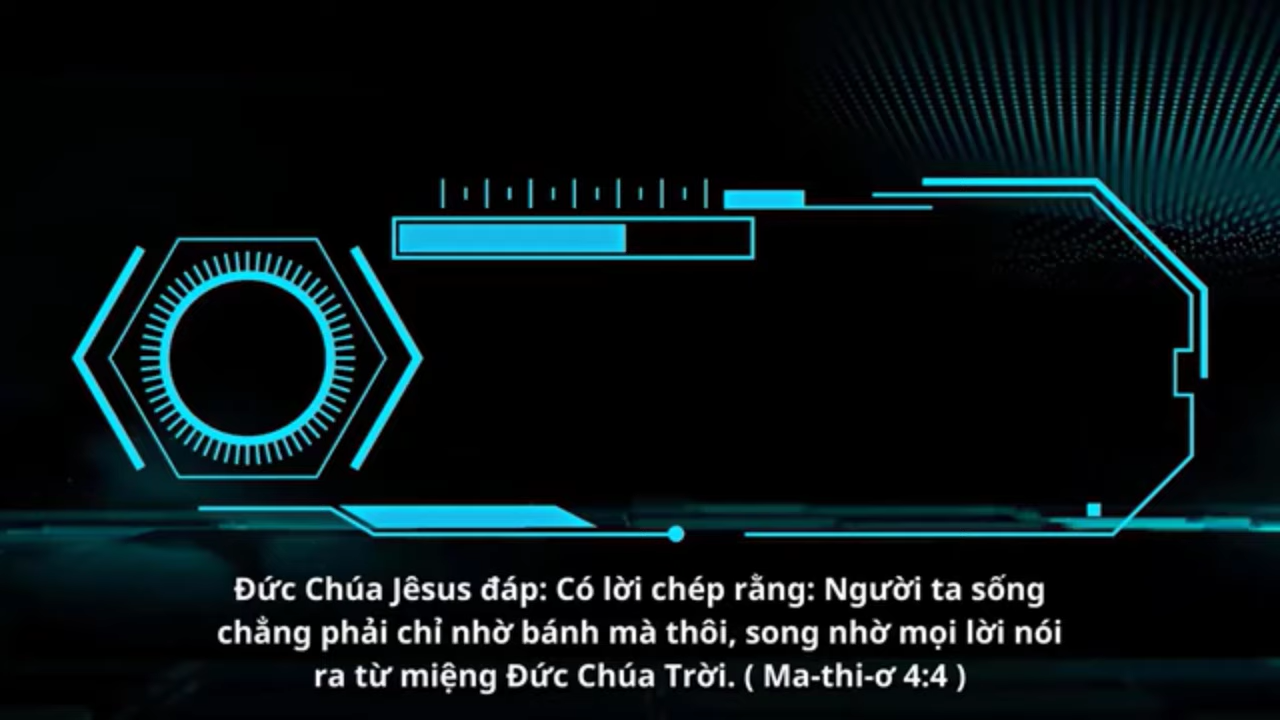 Đức Chúa Jêsus đáp: Có lời chép rằng: Người ta sống
chẳng phải chỉ nhờ bánh mà thôi, song nhờ mọi lời nói
ra từ miệng Đức Chúa Trời. ( Ma-thi-ơ 4:4 )